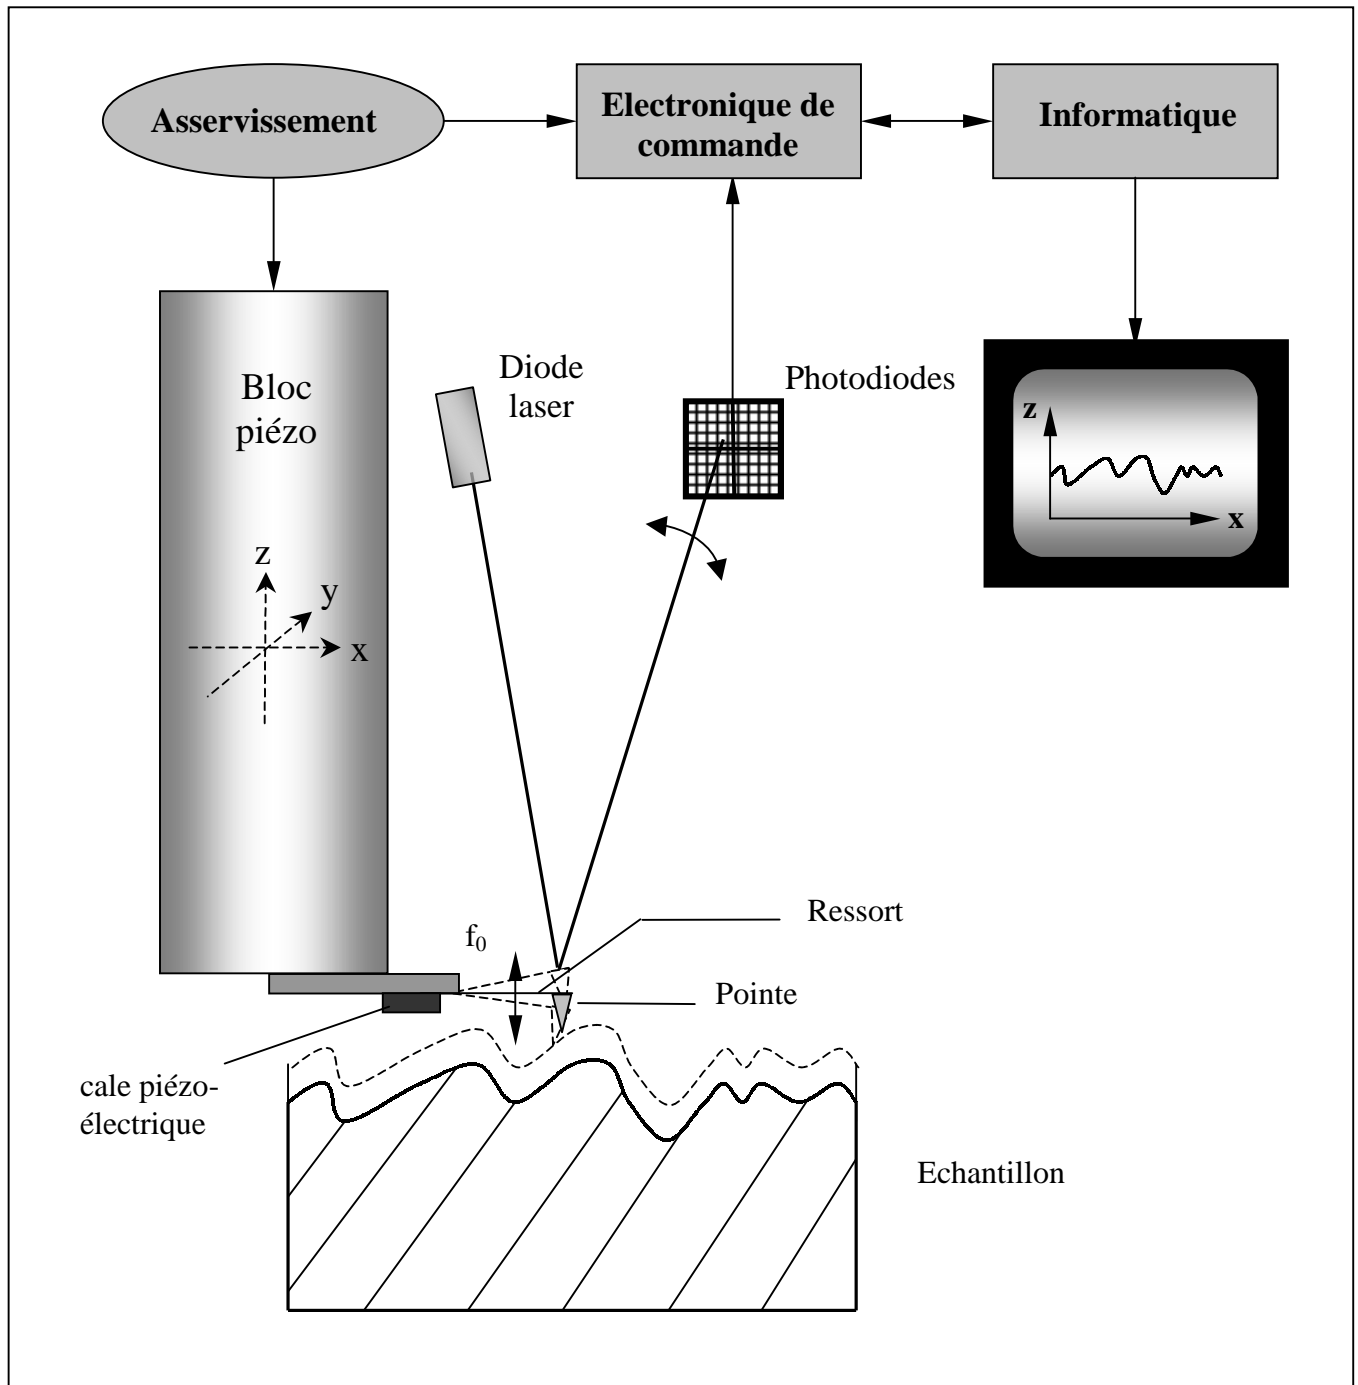 Asservissement
Electronique de
commande
Informatique
Bloc
piézo
Diode
laser
Photodiodes
z
x
z
y
x
Ressort
f₀
Pointe
cale piézo-
électrique
Echantillon